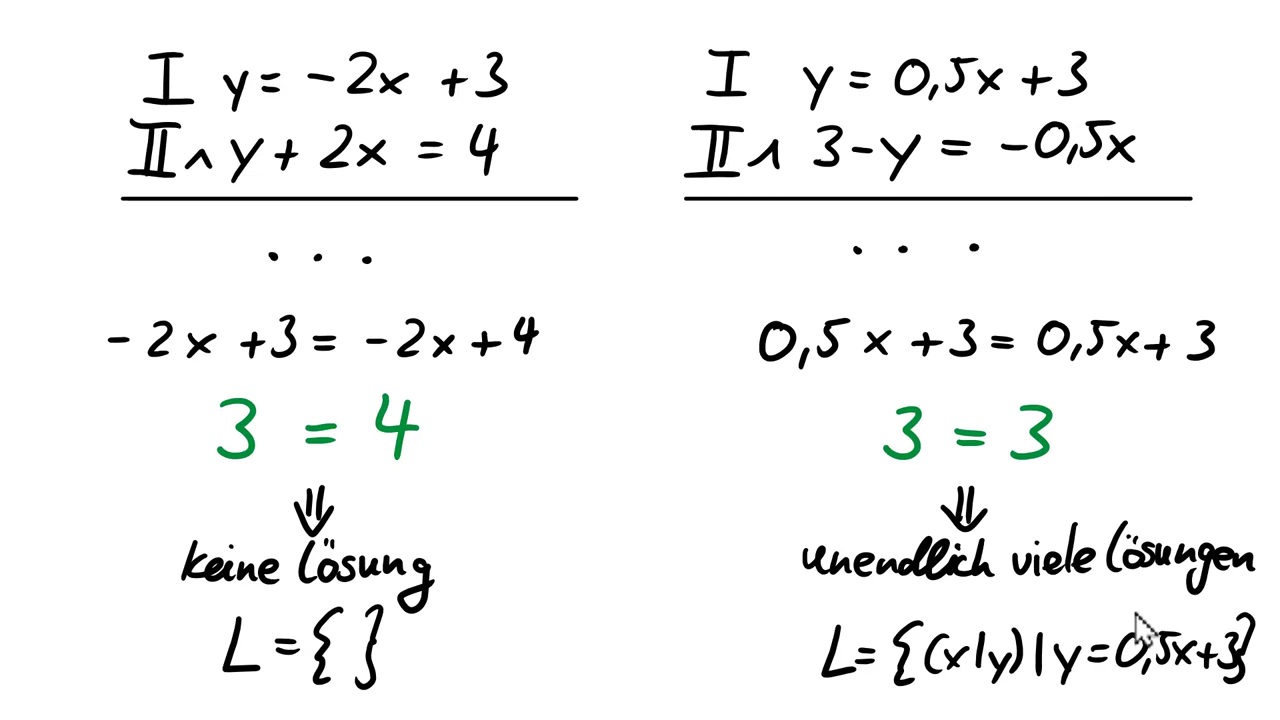 I y = -2x + 3
II ∧ y + 2x = 4
. . .
-2x + 3 = -2x + 4
3 = 4
⇓
keine Lösung
L = { }
I y = 0,5x + 3
II ∧ 3 - y = -0,5x
. . .
0,5x + 3 = 0,5x + 3
3 = 3
⇓
unendlich viele Lösungen
L = {(x|y) | y = 0,5x + 3}